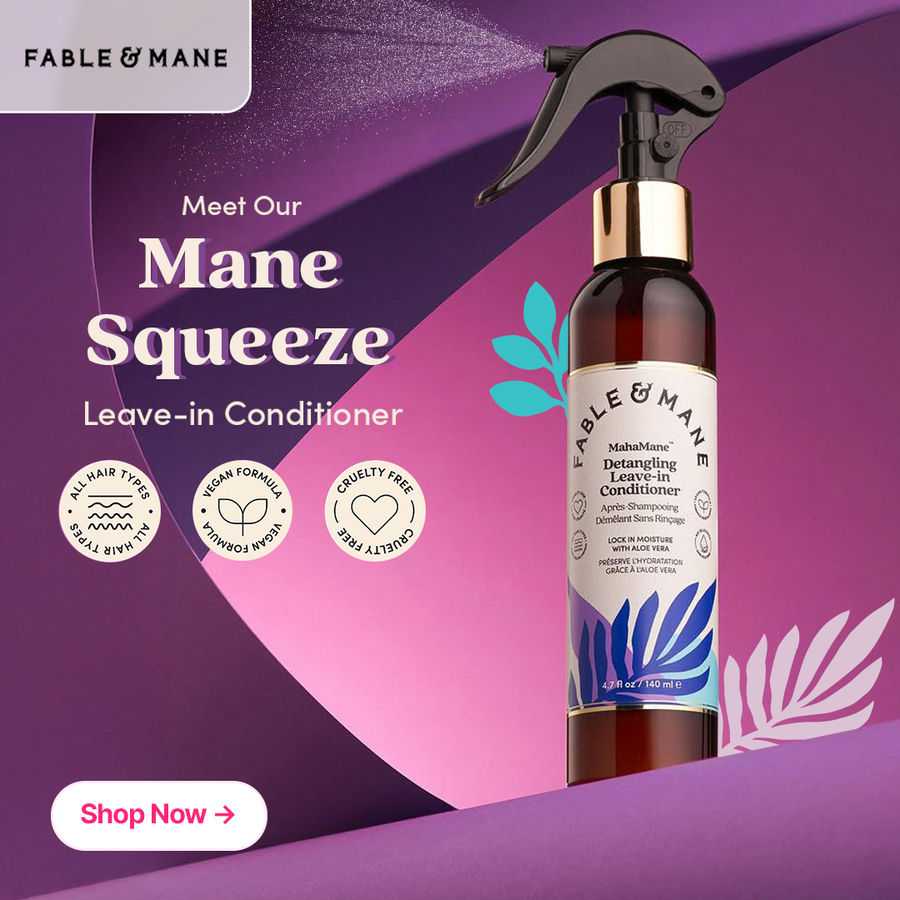 FABLE & MANE
Meet Our
Mane
Squeeze
Leave-in Conditioner
ALL HAIR TYPES • ALL HAIR TYPES •
VEGAN FORMULA • VEGAN FORMULA •
CRUELTY FREE CRUELTY FREE
Shop Now →
OFF
FABLE & MANE
MahaMane™
Detangling
Leave-in
Conditioner
Après-Shampooing
Démêlant Sans Rinçage
LOCK IN MOISTURE
WITH ALOE VERA
PRÉSERVE L'HYDRATATION
GRÂCE À L'ALOE VERA
4.7 fl oz / 140 ml ℮